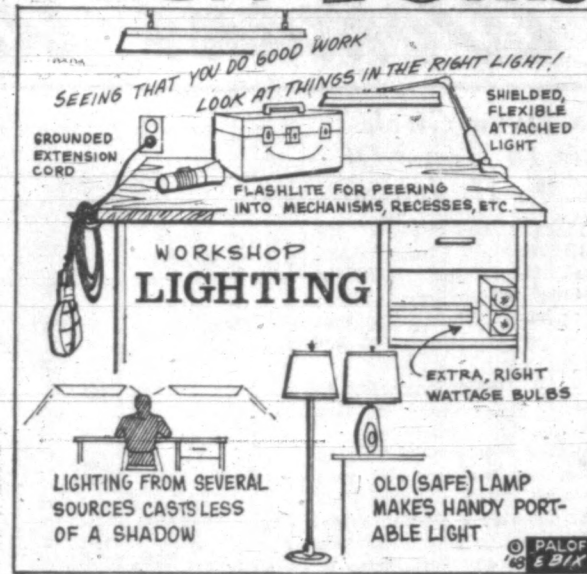 SEEING THAT YOU DO GOOD WORK
LOOK AT THINGS IN THE RIGHT LIGHT!
GROUNDED
EXTENSION
CORD
SHIELDED,
FLEXIBLE
ATTACHED
LIGHT
FLASHLITE FOR PEERING
INTO MECHANISMS, RECESSES, ETC.
WORKSHOP
LIGHTING
EXTRA, RIGHT
WATTAGE BULBS
LIGHTING FROM SEVERAL
SOURCES CASTS LESS
OF A SHADOW
OLD (SAFE) LAMP
MAKES HANDY PORT-
ABLE LIGHT
© PALOF
'68